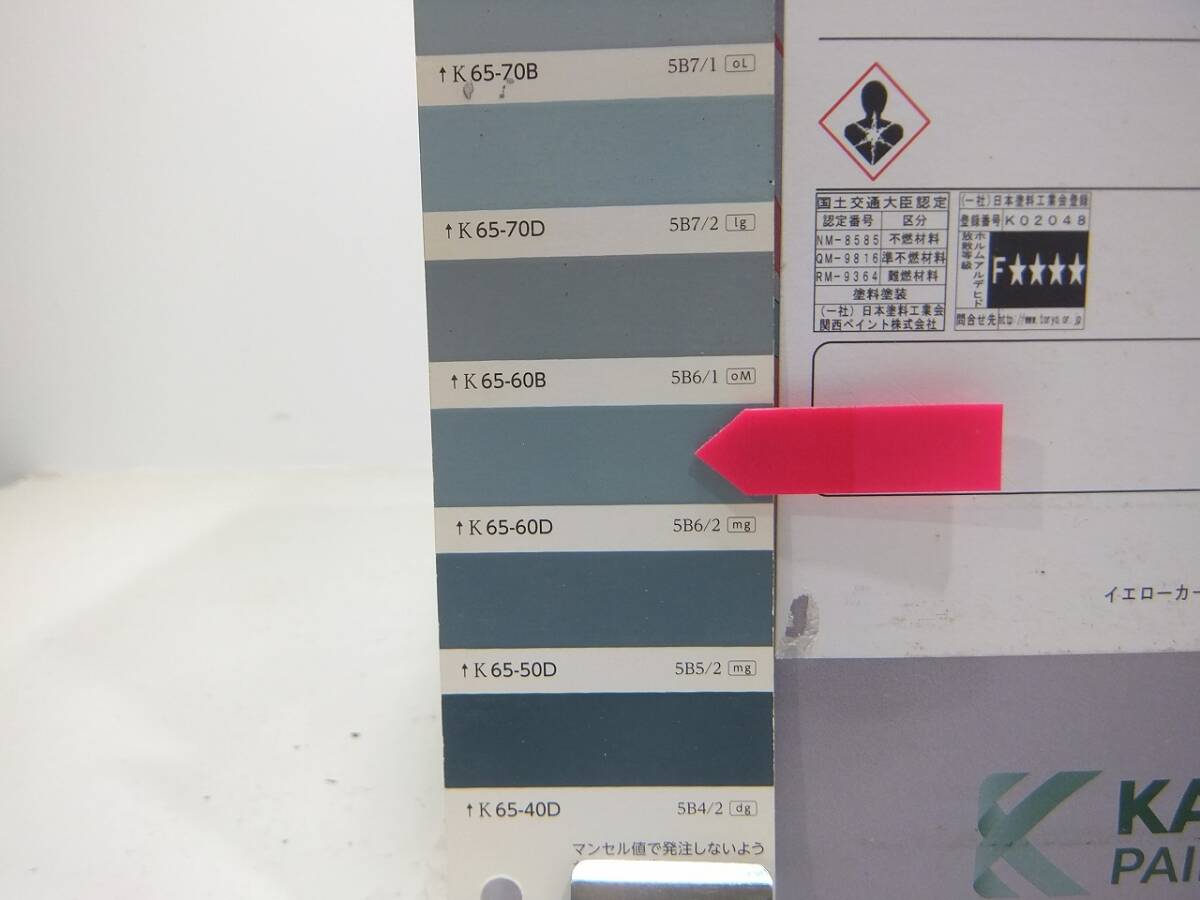 ↑K65-70B 5B7/1 oL
↑K65-70D 5B7/2 lg
↑K65-60B 5B6/1 oM
↑K65-60D 5B6/2 mg
↑K65-50D 5B5/2 mg
↑K65-40D 5B4/2 dg
マンセル値で発注しないよう
国土交通大臣認定
認定番号 区分
NM-8585 不燃材料
QM-9816 準不燃材料
RM-9364 難燃材料
塗料塗装
(一社)日本塗料工業会
関西ペイント株式会社
(一社)日本塗料工業会登録
登録番号 K02048
ホルムアルデヒド
放散等級
F★★★★
問合せ先 http://www.toryo.or.jp
イエローカー
KA
PAI